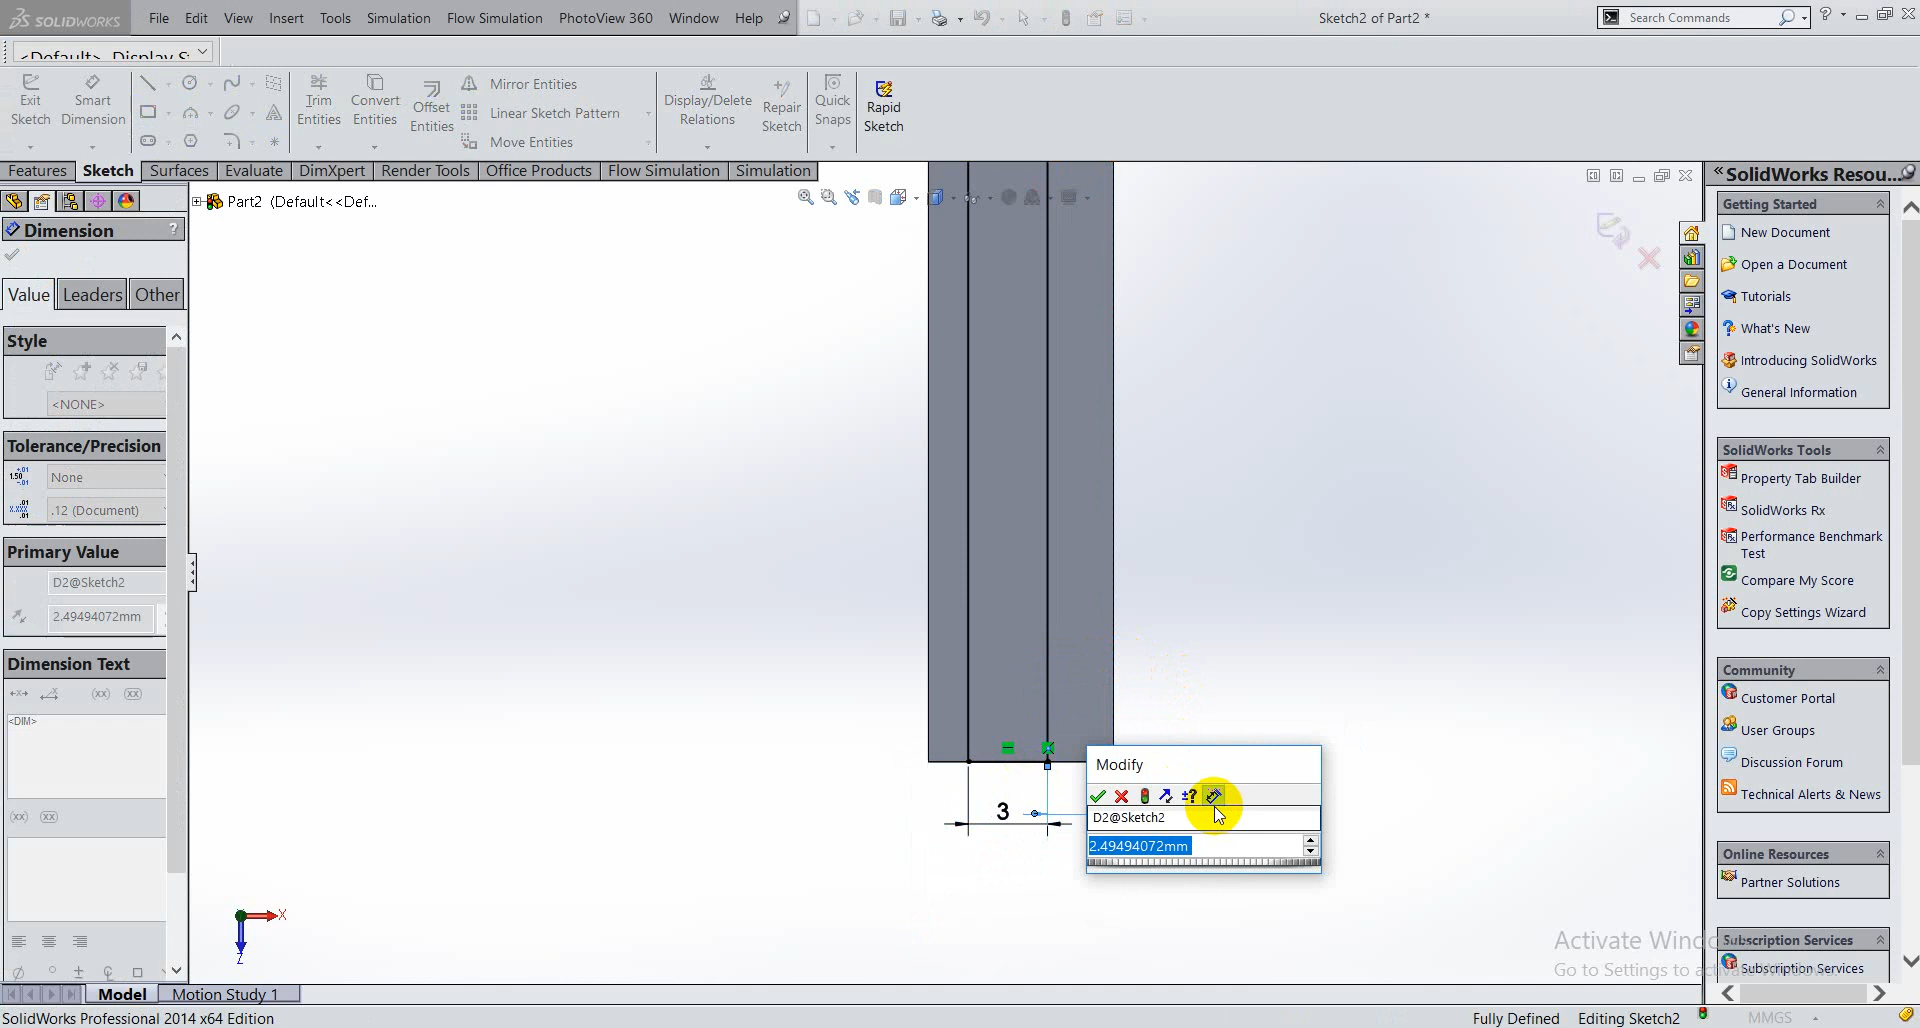 SOLIDWORKS File Edit View Insert Tools Simulation Flow Simulation PhotoView 360 Window Help Sketch2 of Part2 * Search Commands ?
<Default>_Display S
Exit Sketch
Smart Dimension
Trim Entities
Convert Entities
Offset Entities
Mirror Entities
Linear Sketch Pattern
Move Entities
Display/Delete Relations
Repair Sketch
Quick Snaps
Rapid Sketch
Features Sketch Surfaces Evaluate DimXpert Render Tools Office Products Flow Simulation Simulation
Part2 (Default<<Def...
Dimension ?
Value Leaders Other
Style
<NONE>
Tolerance/Precision
None
.12 (Document)
Primary Value
D2@Sketch2
2.49494072mm
Dimension Text
<DIM>
3
Modify
D2@Sketch2
2.49494072mm
X
Z
SolidWorks Resou...
Getting Started
New Document
Open a Document
Tutorials
What's New
Introducing SolidWorks
General Information
SolidWorks Tools
Property Tab Builder
SolidWorks Rx
Performance Benchmark
Test
Compare My Score
Copy Settings Wizard
Community
Customer Portal
User Groups
Discussion Forum
Technical Alerts & News
Online Resources
Partner Solutions
Subscription Services
Subscription Services
Activate Windo
Go to Settings to activate Windows.
Model Motion Study 1
SolidWorks Professional 2014 x64 Edition Fully Defined Editing Sketch2 MMGS